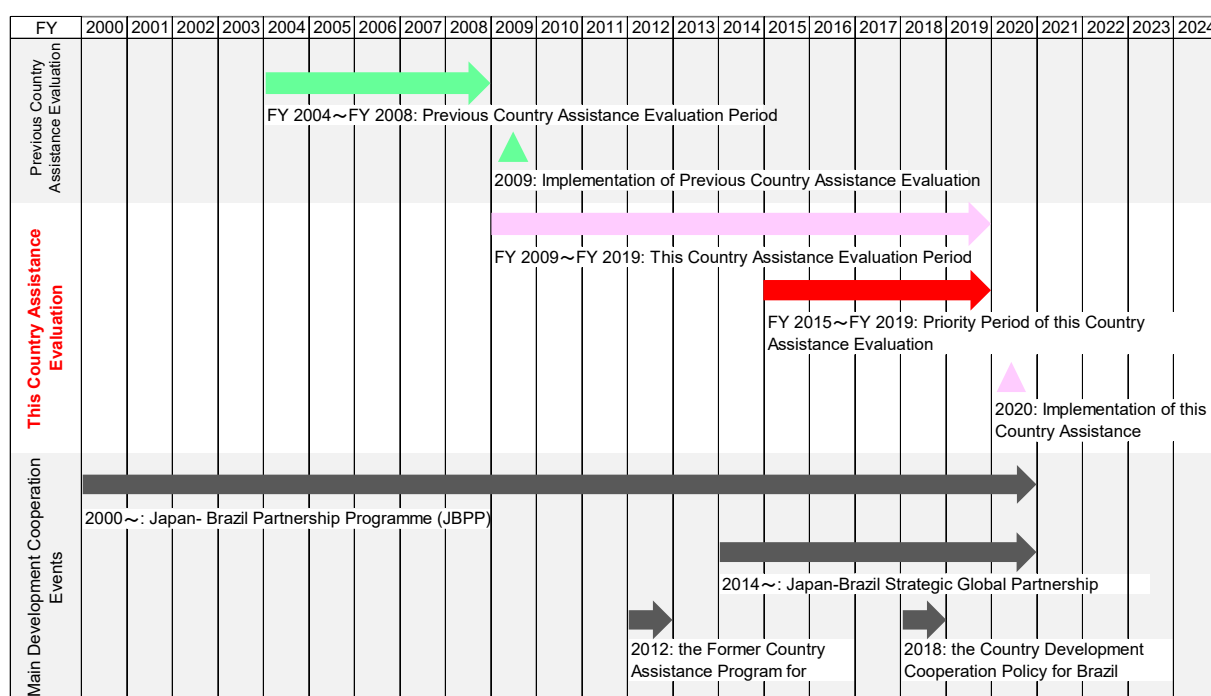 FY 2000 2001 2002 2003 2004 2005 2006 2007 2008 2009 2010 2011 2012 2013 2014 2015 2016 2017 2018 2019 2020 2021 2022 2023 2024
Previous Country
Assistance Evaluation
FY 2004～FY 2008: Previous Country Assistance Evaluation Period
2009: Implementation of Previous Country Assistance Evaluation
This Country Assistance
Evaluation
FY 2009～FY 2019: This Country Assistance Evaluation Period
FY 2015～FY 2019: Priority Period of this Country
Assistance Evaluation
2020: Implementation of this
Country Assistance
Main Development Cooperation
Events
2000～: Japan- Brazil Partnership Programme (JBPP)
2014～: Japan-Brazil Strategic Global Partnership
2012: the Former Country
Assistance Program for
2018: the Country Development
Cooperation Policy for Brazil